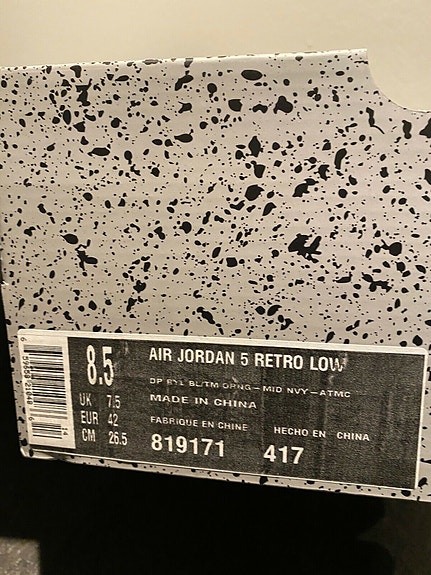 8.5
AIR JORDAN 5 RETRO LOW
DP RYL BL/TM ORNG-MID NVY-ATMC
UK 7.5
MADE IN CHINA
EUR 42
FABRIQUE EN CHINE HECHO EN CHINA
CM 26.5
819171 417